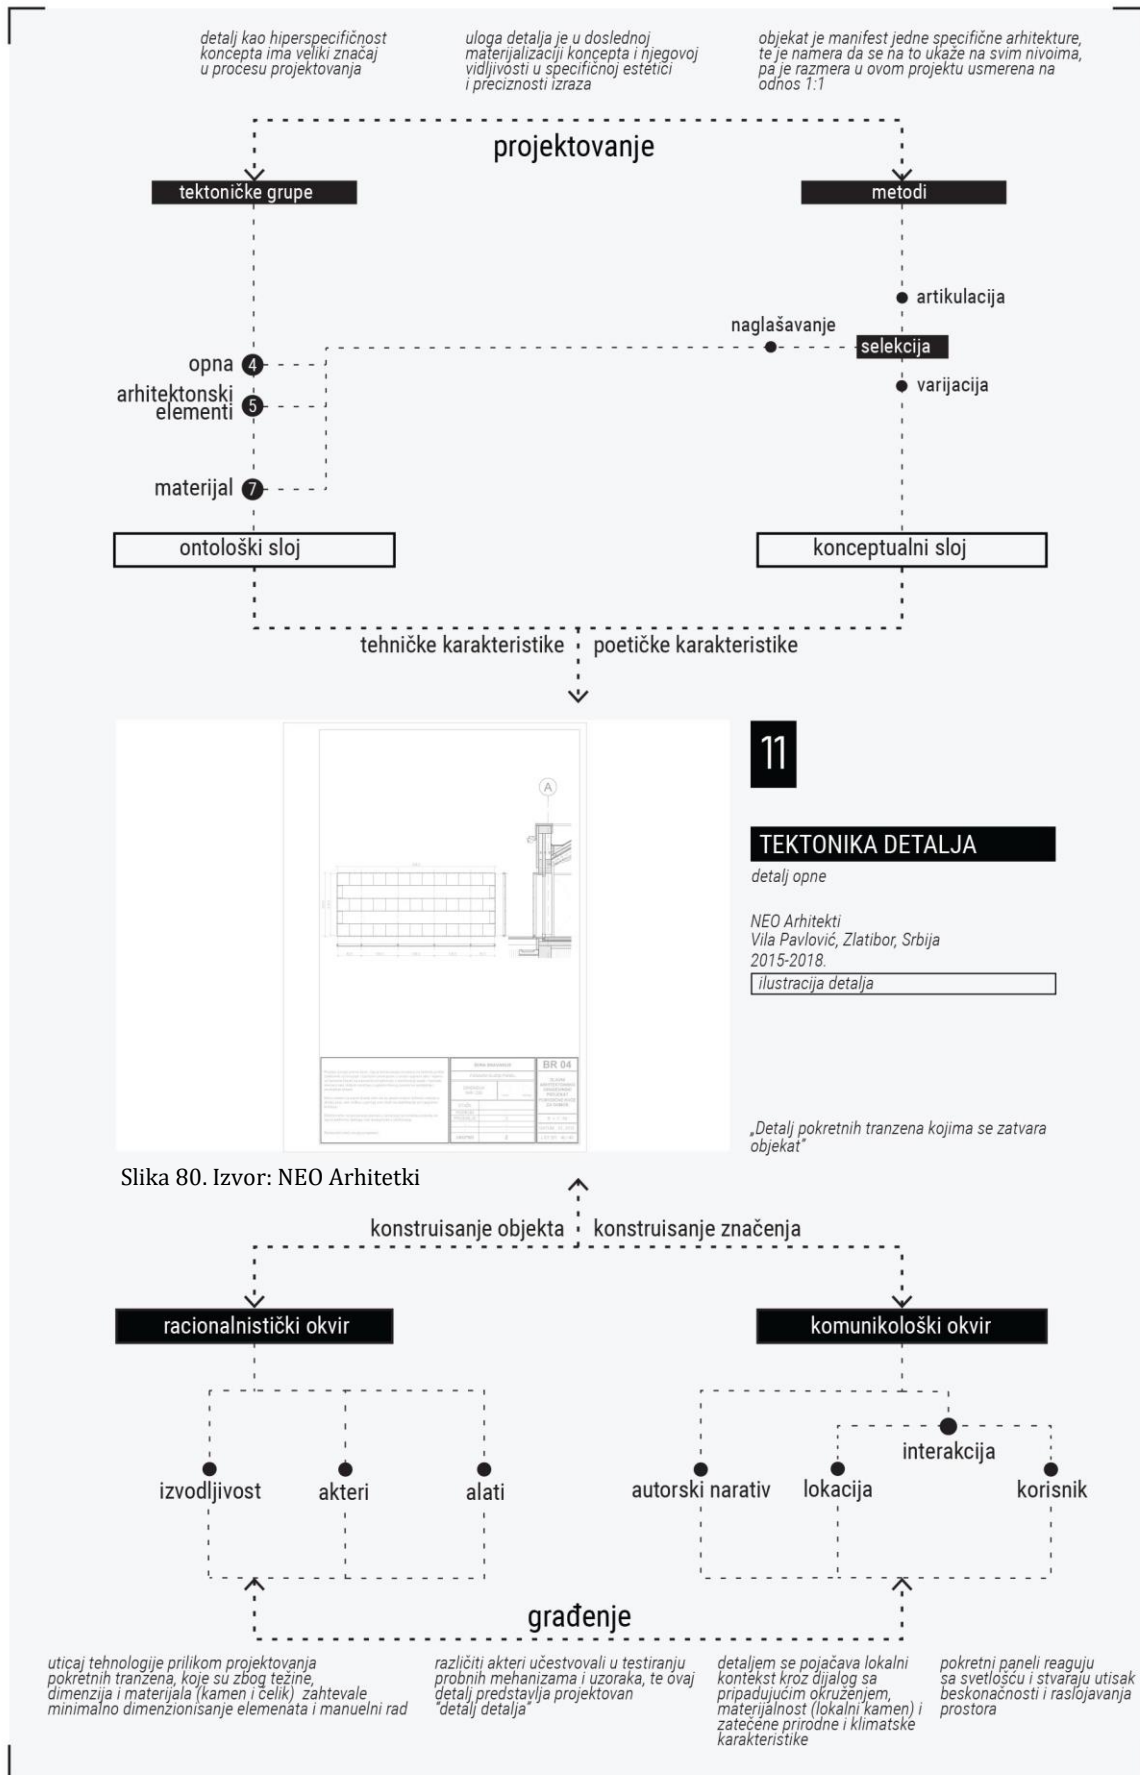 detalj kao hiperspecifičnost
koncepta ima veliki značaj
u procesu projektovanja
uloga detalja je u doslednoj
materijalizaciji koncepta i njegovoj
vidljivosti u specifičnoj estetici
i preciznosti izraza
objekat je manifest jedne specifične arhitekture,
te je namera da se na to ukaže na svim nivoima,
pa je razmera u ovom projektu usmerena na
odnos 1:1
projektovanje
tektoničke grupe
metodi
artikulacija
naglašavanje
selekcija
varijacija
opna 4
arhitektonski
elementi 5
materijal 7
ontološki sloj
konceptualni sloj
tehničke karakteristike
poetičke karakteristike
A
BR 04
11
TEKTONIKA DETALJA
detalj opne
NEO Arhitekti
Vila Pavlović, Zlatibor, Srbija
2015-2018.
ilustracija detalja
„Detalj pokretnih tranzena kojima se zatvara
objekat“
Slika 80. Izvor: NEO Arhitetki
konstruisanje objekta
konstruisanje značenja
racionalnistički okvir
komunikološki okvir
interakcija
izvodljivost
akteri
alati
autorski narativ
lokacija
korisnik
građenje
uticaj tehnologije prilikom projektovanja
pokretnih tranzena, koje su zbog težine,
dimenzija i materijala (kamen i čelik) zahtevale
minimalno dimenzionisanje elemenata i manuelni rad
različiti akteri učestvovali u testiranju
probnih mehanizama i uzoraka, te ovaj
detalj predstavlja projektovan
"detalj detalja"
detaljem se pojačava lokalni
kontekst kroz dijalog sa
pripadujućim okruženjem,
materijalnost (lokalni kamen) i
zatečene prirodne i klimatske
karakteristike
pokretni paneli reaguju
sa svetlošću i stvaraju utisak
beskonačnosti i raslojavanja
prostora